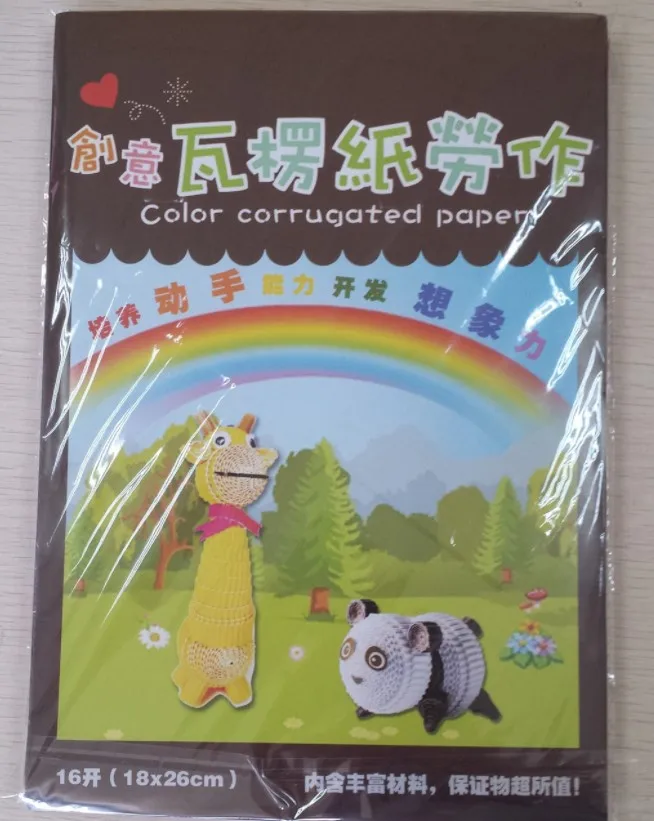 創意瓦楞紙勞作
Color corrugated paper
培养动手能力开发想象力
16开（18x26cm）
内含丰富材料，保证物超所值！